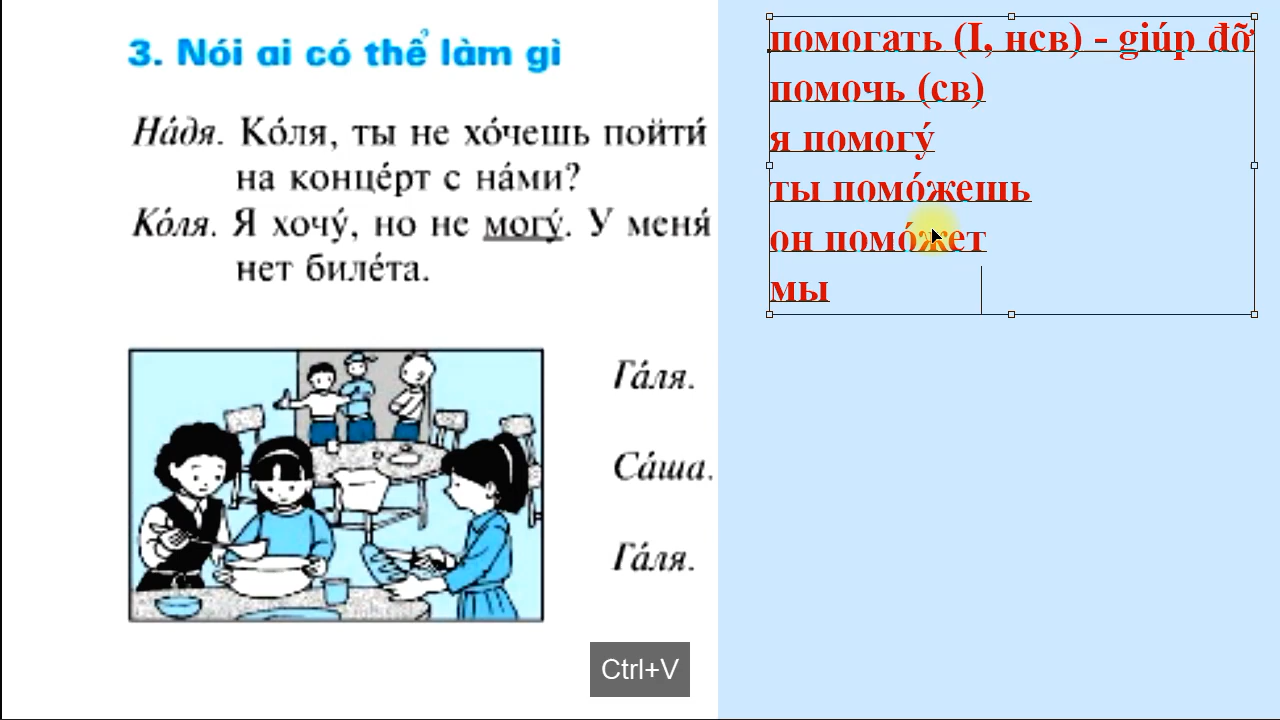 3. Nói ai có thể làm gì
На́дя. Ко́ля, ты не хо́чешь пойти́
на конце́рт с на́ми?
Ко́ля. Я хочу́, но не могу́. У меня́
нет биле́та.
Га́ля.
Са́ша.
Га́ля.
помогать (I, нсв) - giúp đỡ
помочь (св)
я помогу́
ты помо́жешь
он помо́жет
мы
Ctrl+V